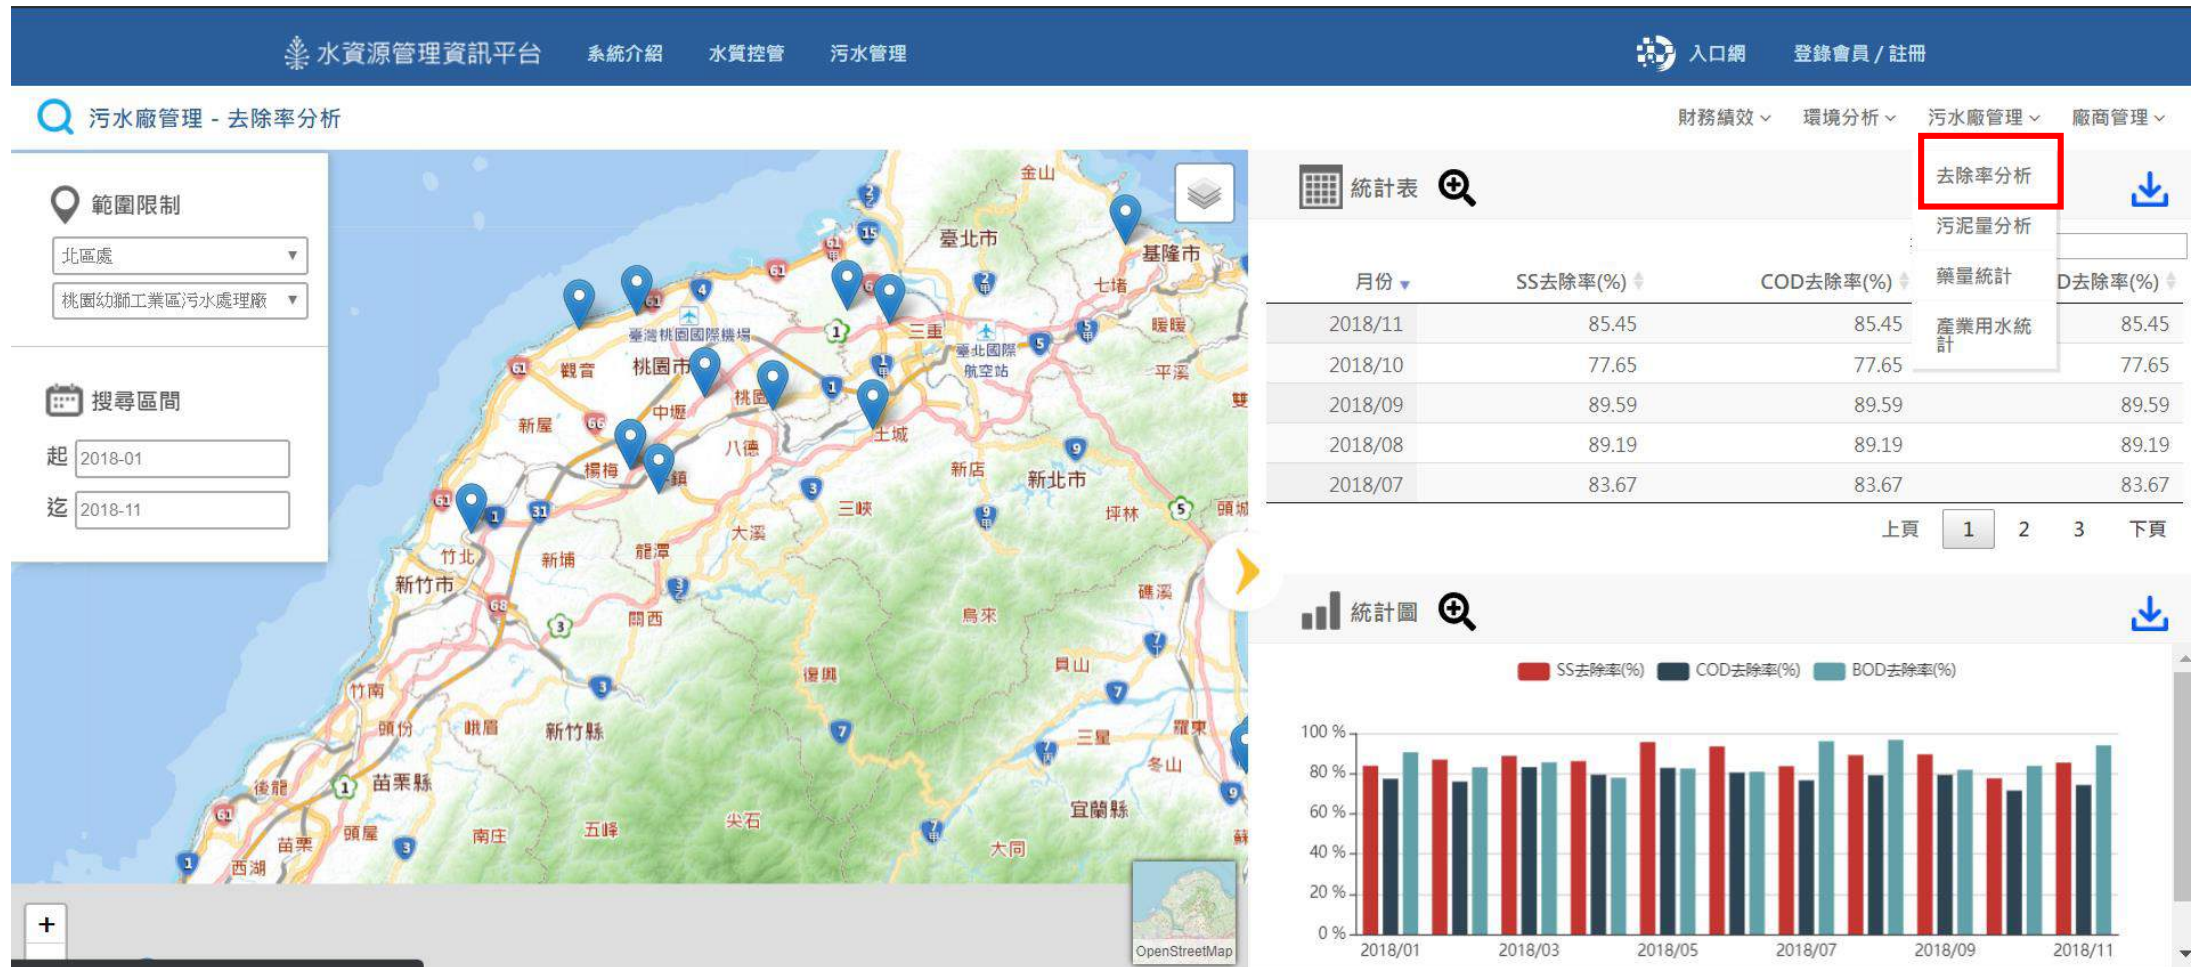 水資源管理資訊平台 系統介紹 水質控管 污水管理 入口網 登錄會員 / 註冊
污水廠管理 - 去除率分析 財務績效 環境分析 污水廠管理 廠商管理
去除率分析
污泥量分析
藥量統計
產業用水統
計
範圍限制
北區處
桃園幼獅工業區污水處理廠
搜尋區間
起 2018-01
迄 2018-11
金山
臺北市
基隆市
七堵
暖暖
三重
臺灣桃園國際機場
臺北國際
航空站
平溪
雙
觀音
桃園市
桃園
中壢
新屋
八德
土城
楊梅
鎮
新店
新北市
三峽
坪林
頭城
大溪
竹北
新埔
龍潭
新竹市
關西
烏來
礁溪
員山
復興
竹南
頭份
峨眉
新竹縣
三星
羅東
冬山
後龍
苗栗縣
宜蘭縣
頭屋
南庄
五峰
尖石
大同
蘇
苗栗
西湖
+
OpenStreetMap
統計表
月份 SS去除率(%) COD去除率(%) D去除率(%)
2018/11 85.45 85.45 85.45
2018/10 77.65 77.65 77.65
2018/09 89.59 89.59 89.59
2018/08 89.19 89.19 89.19
2018/07 83.67 83.67 83.67
上頁 1 2 3 下頁
統計圖
SS去除率(%) COD去除率(%) BOD去除率(%)
100 %
80 %
60 %
40 %
20 %
0 %
2018/01 2018/03 2018/05 2018/07 2018/09 2018/11